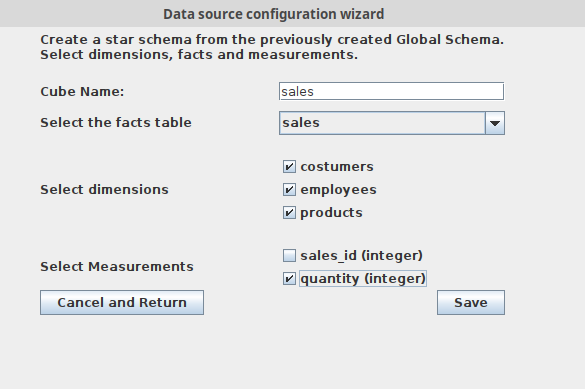 Data source configuration wizard
Create a star schema from the previously created Global Schema.
Select dimensions, facts and measurements.
Cube Name:
sales
Select the facts table
sales
Select dimensions
costumers
employees
products
Select Measurements
sales_id (integer)
quantity (integer)
Cancel and Return
Save